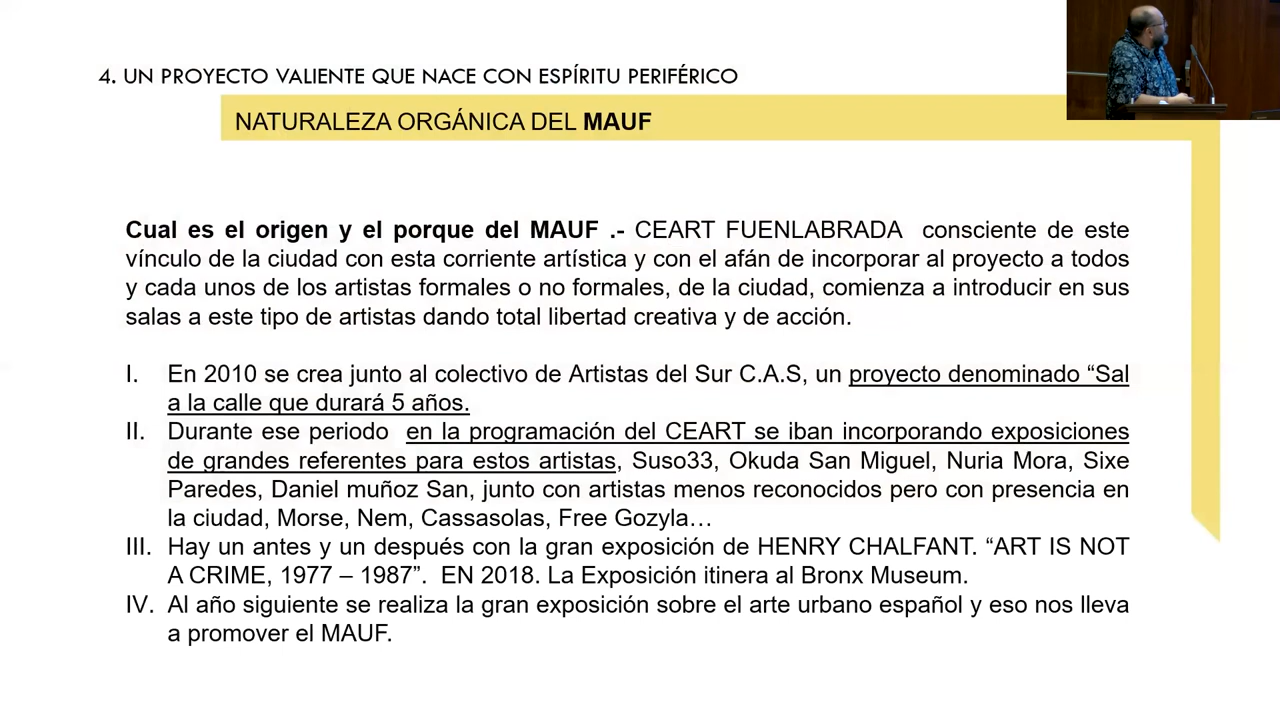 4. UN PROYECTO VALIENTE QUE NACE CON ESPÍRITU PERIFÉRICO
NATURALEZA ORGÁNICA DEL MAUF
Cual es el origen y el porque del MAUF .- CEART FUENLABRADA consciente de este
vínculo de la ciudad con esta corriente artística y con el afán de incorporar al proyecto a todos
y cada unos de los artistas formales o no formales, de la ciudad, comienza a introducir en sus
salas a este tipo de artistas dando total libertad creativa y de acción.
I. En 2010 se crea junto al colectivo de Artistas del Sur C.A.S, un proyecto denominado “Sal
a la calle que durará 5 años.
II. Durante ese periodo en la programación del CEART se iban incorporando exposiciones
de grandes referentes para estos artistas, Suso33, Okuda San Miguel, Nuria Mora, Sixe
Paredes, Daniel muñoz San, junto con artistas menos reconocidos pero con presencia en
la ciudad, Morse, Nem, Cassasolas, Free Gozyla…
III. Hay un antes y un después con la gran exposición de HENRY CHALFANT. “ART IS NOT
A CRIME, 1977 – 1987”. EN 2018. La Exposición itinera al Bronx Museum.
IV. Al año siguiente se realiza la gran exposición sobre el arte urbano español y eso nos lleva
a promover el MAUF.